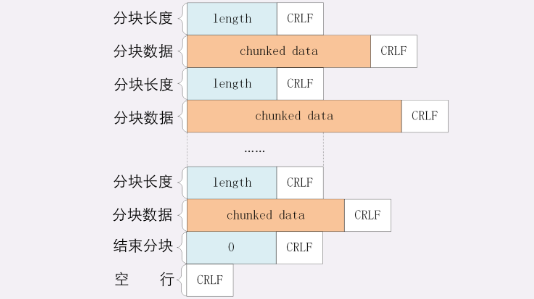 分块长度 length CRLF
分块数据 chunked data CRLF
分块长度 length CRLF
分块数据 chunked data CRLF
……
分块长度 length CRLF
分块数据 chunked data CRLF
结束分块 0 CRLF
空 行 CRLF